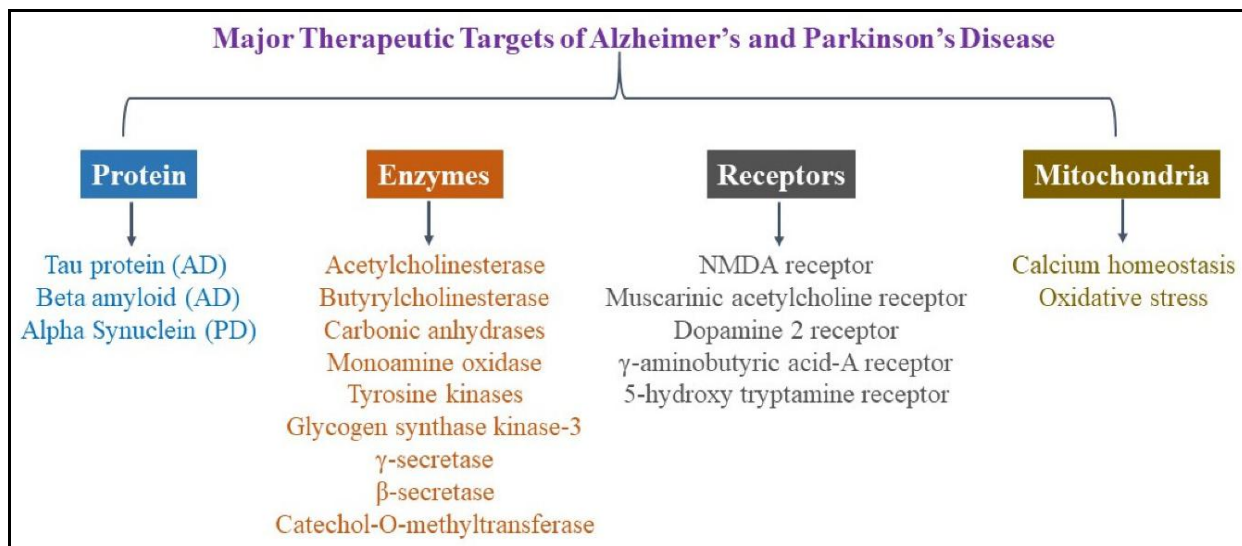 Major Therapeutic Targets of Alzheimer's and Parkinson's Disease
Protein
Tau protein (AD)
Beta amyloid (AD)
Alpha Synuclein (PD)
Enzymes
Acetylcholinesterase
Butyrylcholinesterase
Carbonic anhydrases
Monoamine oxidase
Tyrosine kinases
Glycogen synthase kinase-3
γ-secretase
β-secretase
Catechol-O-methyltransferase
Receptors
NMDA receptor
Muscarinic acetylcholine receptor
Dopamine 2 receptor
γ-aminobutyric acid-A receptor
5-hydroxy tryptamine receptor
Mitochondria
Calcium homeostasis
Oxidative stress